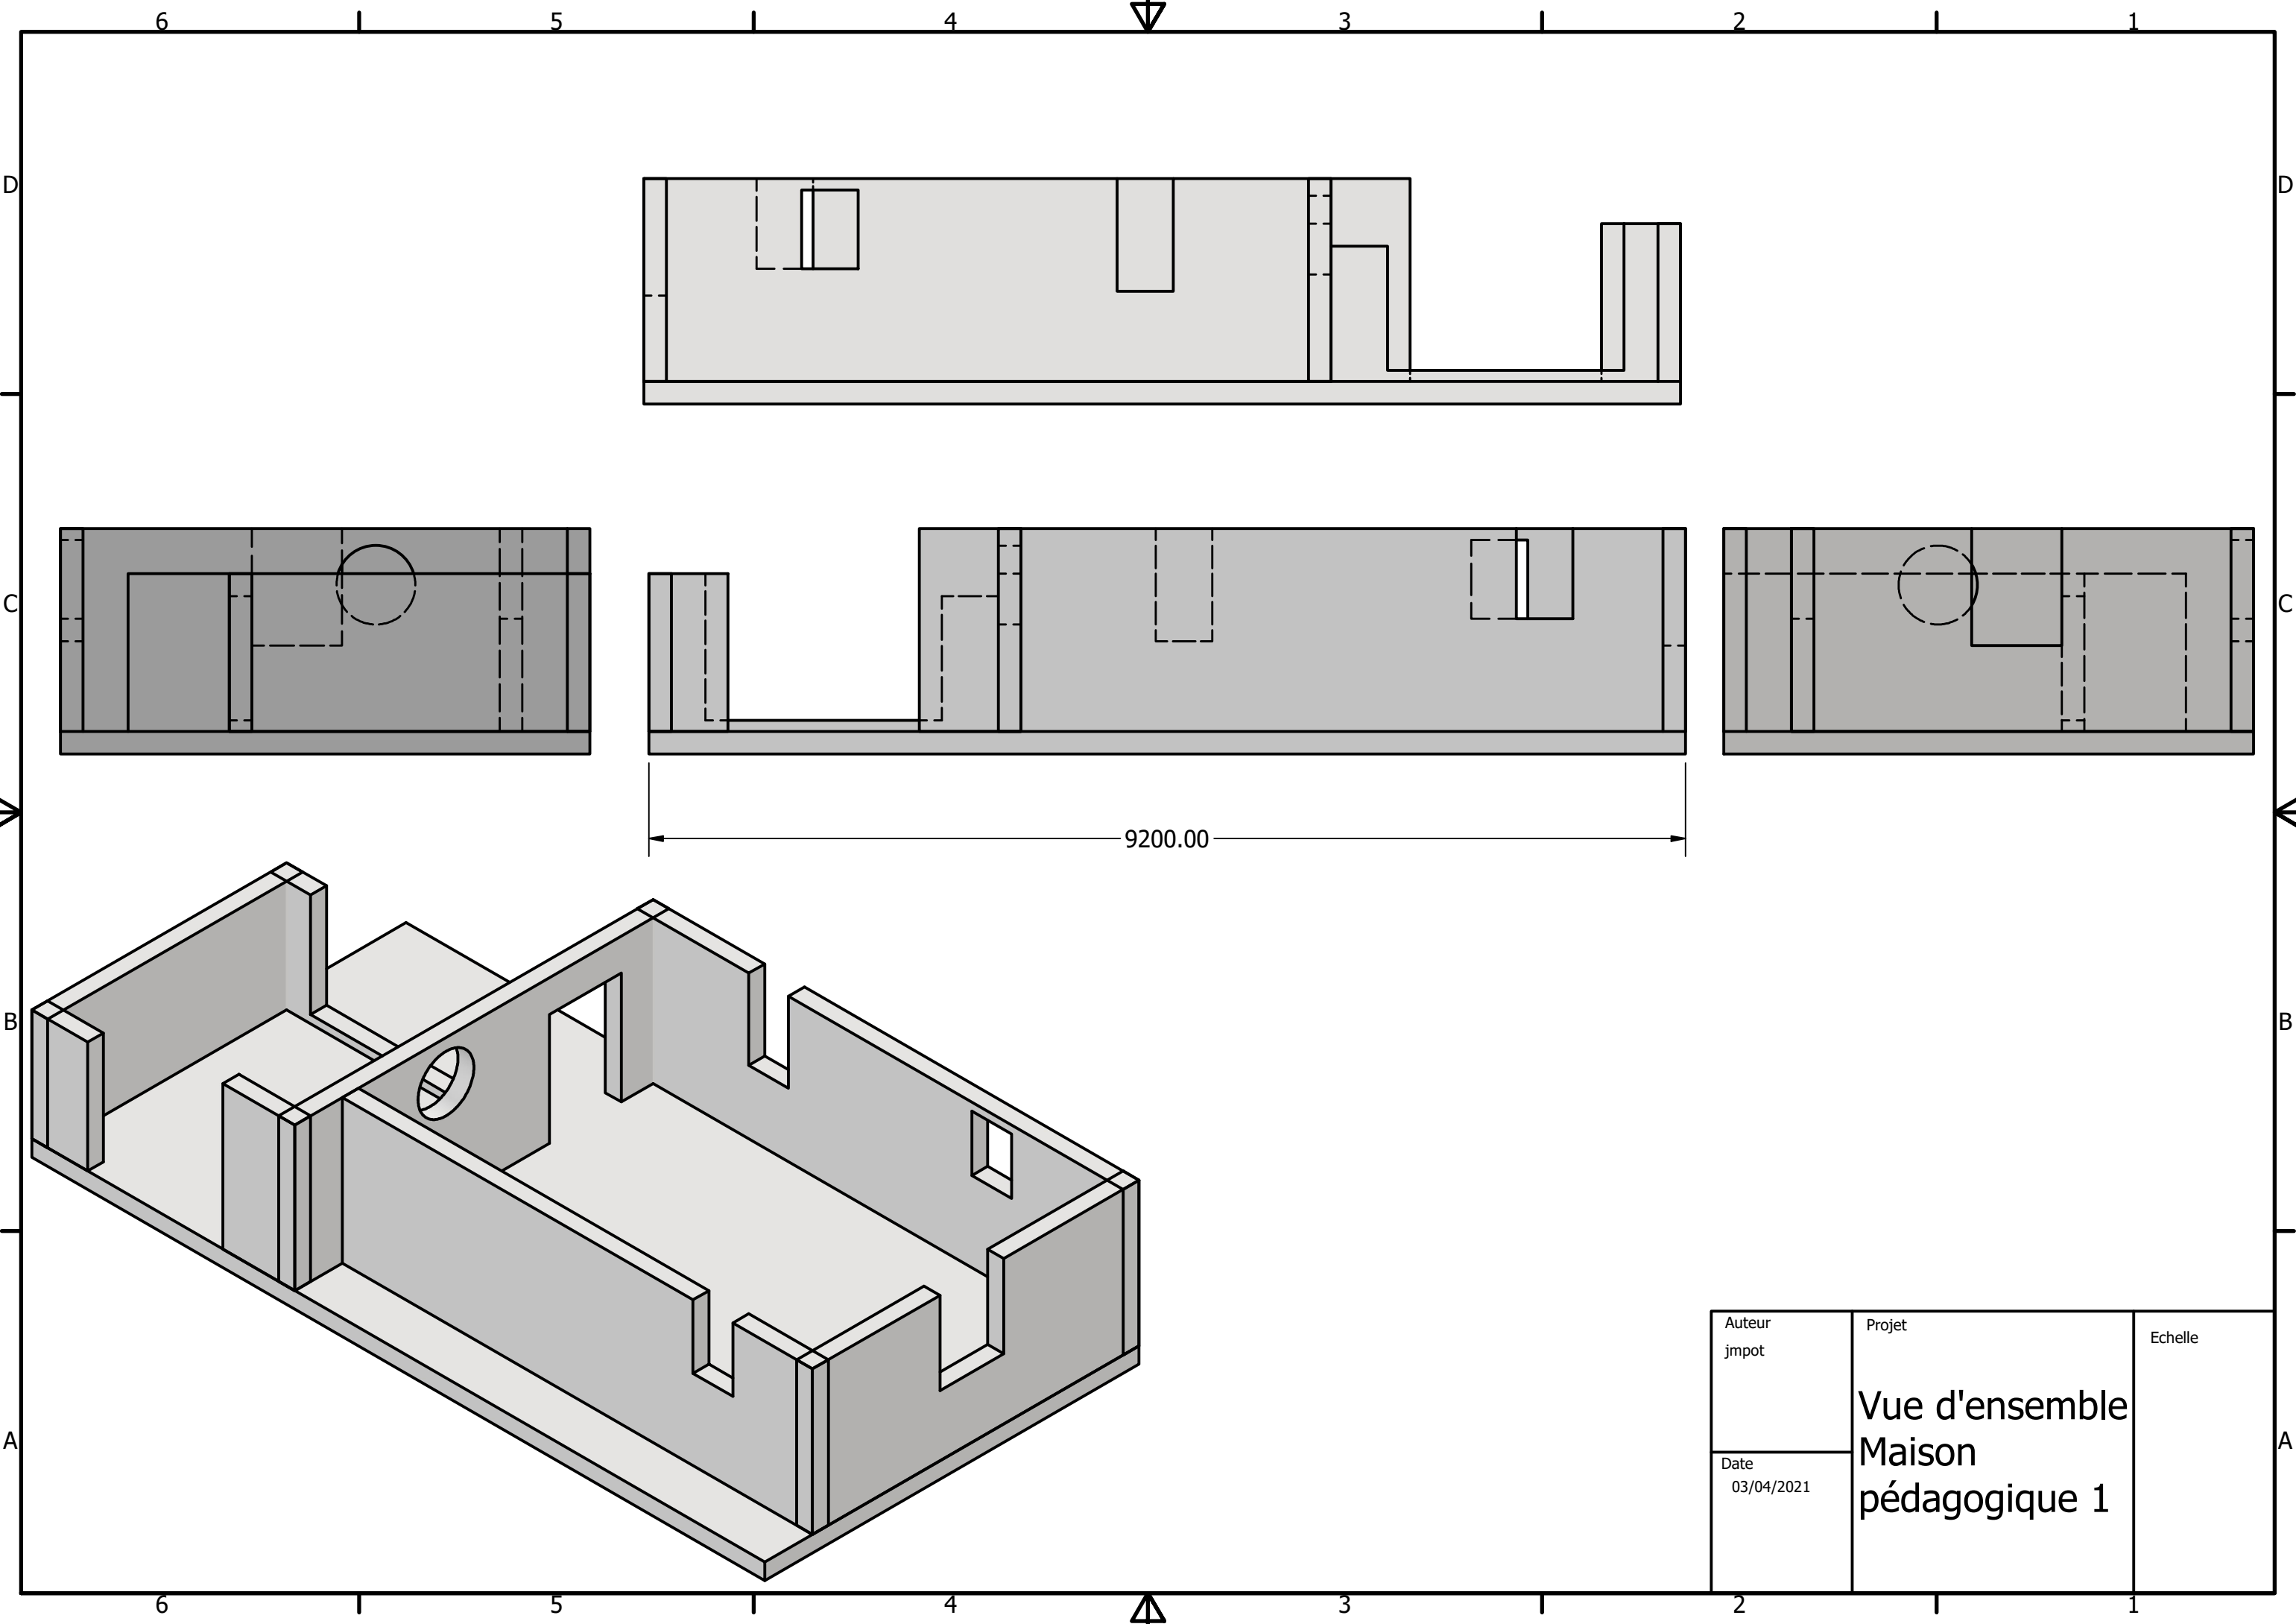 6 5 4 3 2 1
D D
C C
9200.00
B B
Auteur Projet Echelle
jmpot
Vue d'ensemble
Maison
pédagogique 1
Date
03/04/2021
A A
6 5 4 3 2 1